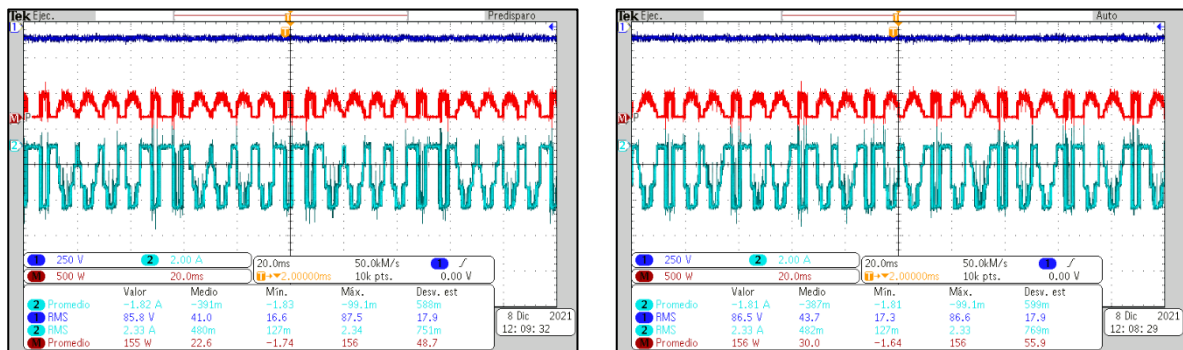 Tek Ejec. T Predisparo
1
T
M P
2
1 250 V 2 2.00 A
M 500 W 20.0ms
20.0ms 50.0kM/s 1
T→▼2.00000ms 10k pts. 0.00 V
Valor Medio Mín. Máx. Desv. est
2 Promedio −1.82 A −391m −1.83 −99.1m 588m
1 RMS 85.8 V 41.0 16.6 87.5 17.9
2 RMS 2.33 A 480m 127m 2.34 751m
M Promedio 155 W 22.6 −1.74 156 48.7
8 Dic 2021
12:09:32
Tek Ejec. T Auto
1
T
M P
2
1 250 V 2 2.00 A
M 500 W 20.0ms
20.0ms 50.0kM/s 1
T→▼2.00000ms 10k pts. 0.00 V
Valor Medio Mín. Máx. Desv. est
2 Promedio −1.81 A −387m −1.81 −99.1m 599m
1 RMS 86.5 V 43.7 17.3 86.6 17.9
2 RMS 2.33 A 482m 127m 2.33 769m
M Promedio 156 W 30.0 −1.64 156 55.9
8 Dic 2021
12:08:29